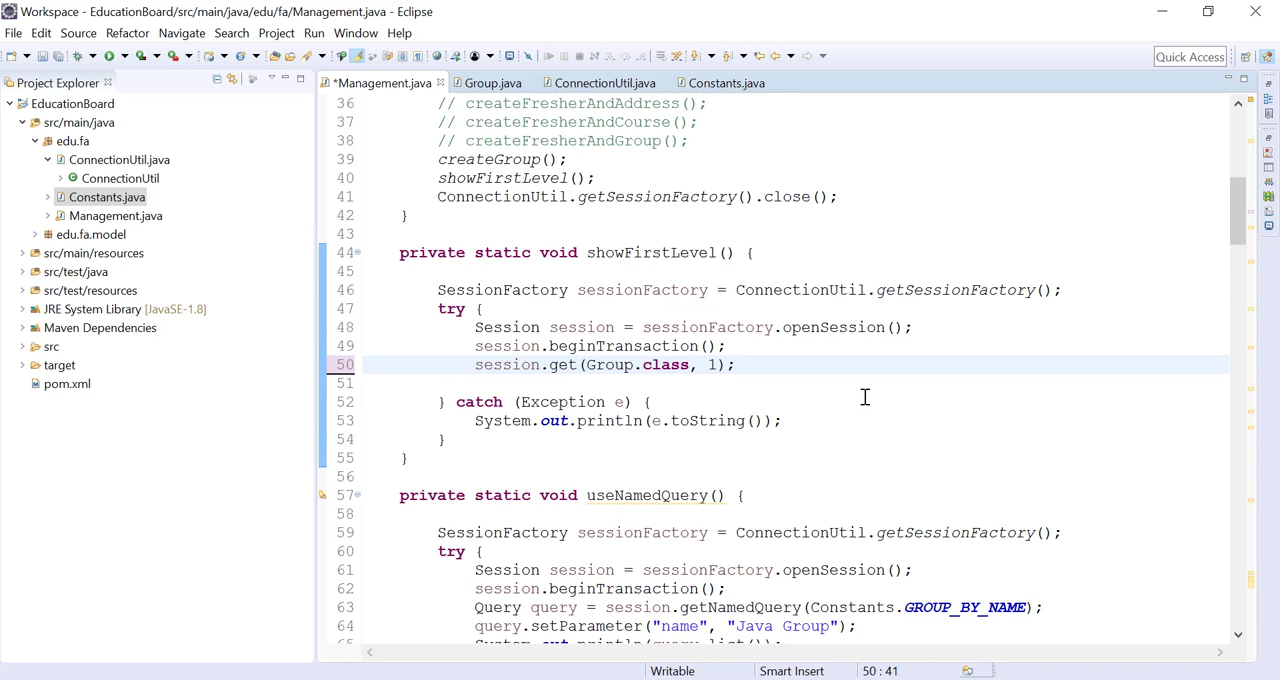 Workspace - EducationBoard/src/main/java/edu/fa/Management.java - Eclipse
File Edit Source Refactor Navigate Search Project Run Window Help
Quick Access
Project Explorer
*Management.java Group.java ConnectionUtil.java Constants.java
EducationBoard
src/main/java
edu.fa
ConnectionUtil.java
ConnectionUtil
Constants.java
Management.java
edu.fa.model
src/main/resources
src/test/java
src/test/resources
JRE System Library [JavaSE-1.8]
Maven Dependencies
src
target
pom.xml
36 // createFresherAndAddress();
37 // createFresherAndCourse();
38 // createFresherAndGroup();
39 createGroup();
40 showFirstLevel();
41 ConnectionUtil.getSessionFactory().close();
42 }
43
44 private static void showFirstLevel() {
45
46 SessionFactory sessionFactory = ConnectionUtil.getSessionFactory();
47 try {
48 Session session = sessionFactory.openSession();
49 session.beginTransaction();
50 session.get(Group.class, 1);
51
52 } catch (Exception e) {
53 System.out.println(e.toString());
54 }
55 }
56
57 private static void useNamedQuery() {
58
59 SessionFactory sessionFactory = ConnectionUtil.getSessionFactory();
60 try {
61 Session session = sessionFactory.openSession();
62 session.beginTransaction();
63 Query query = session.getNamedQuery(Constants.GROUP_BY_NAME);
64 query.setParameter("name", "Java Group");
65 System.out.println(query.list());
Writable Smart Insert 50 : 41